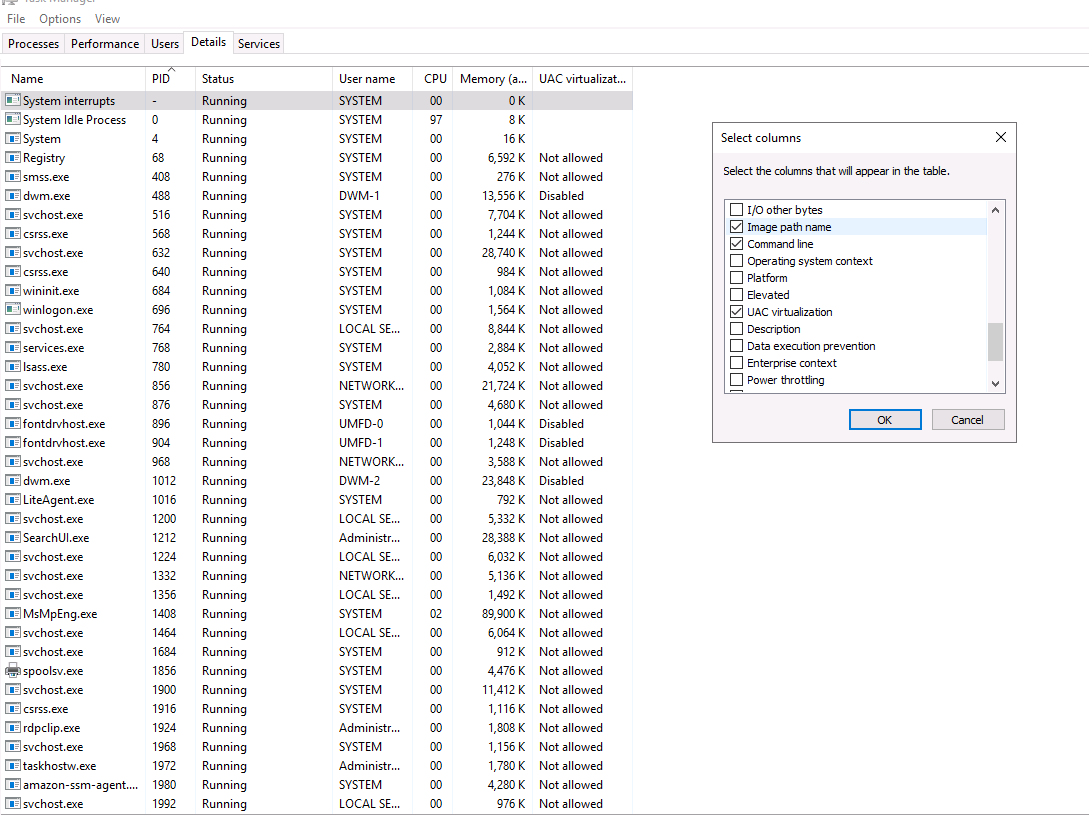 Task Manager
File Options View
Processes Performance Users Details Services
Name PID Status User name CPU Memory (a... UAC virtualizat...
System interrupts - Running SYSTEM 00 0 K
System Idle Process 0 Running SYSTEM 97 8 K
System 4 Running SYSTEM 00 16 K
Registry 68 Running SYSTEM 00 6,592 K Not allowed
smss.exe 408 Running SYSTEM 00 276 K Not allowed
dwm.exe 488 Running DWM-1 00 13,556 K Disabled
svchost.exe 516 Running SYSTEM 00 7,704 K Not allowed
csrss.exe 568 Running SYSTEM 00 1,244 K Not allowed
svchost.exe 632 Running SYSTEM 00 28,740 K Not allowed
csrss.exe 640 Running SYSTEM 00 984 K Not allowed
wininit.exe 684 Running SYSTEM 00 1,084 K Not allowed
winlogon.exe 696 Running SYSTEM 00 1,564 K Not allowed
svchost.exe 764 Running LOCAL SE... 00 8,844 K Not allowed
services.exe 768 Running SYSTEM 00 2,884 K Not allowed
lsass.exe 780 Running SYSTEM 00 4,052 K Not allowed
svchost.exe 856 Running NETWORK... 00 21,724 K Not allowed
svchost.exe 876 Running SYSTEM 00 4,680 K Not allowed
fontdrvhost.exe 896 Running UMFD-0 00 1,044 K Disabled
fontdrvhost.exe 904 Running UMFD-1 00 1,248 K Disabled
svchost.exe 968 Running NETWORK... 00 3,588 K Not allowed
dwm.exe 1012 Running DWM-2 00 23,848 K Disabled
LiteAgent.exe 1016 Running SYSTEM 00 792 K Not allowed
svchost.exe 1200 Running LOCAL SE... 00 5,332 K Not allowed
SearchUI.exe 1212 Running Administr... 00 28,388 K Not allowed
svchost.exe 1224 Running LOCAL SE... 00 6,032 K Not allowed
svchost.exe 1332 Running NETWORK... 00 5,136 K Not allowed
svchost.exe 1356 Running LOCAL SE... 00 1,492 K Not allowed
MsMpEng.exe 1408 Running SYSTEM 02 89,900 K Not allowed
svchost.exe 1464 Running LOCAL SE... 00 6,064 K Not allowed
svchost.exe 1684 Running SYSTEM 00 912 K Not allowed
spoolsv.exe 1856 Running SYSTEM 00 4,476 K Not allowed
svchost.exe 1900 Running SYSTEM 00 11,412 K Not allowed
csrss.exe 1916 Running SYSTEM 00 1,116 K Not allowed
rdpclip.exe 1924 Running Administr... 00 1,808 K Not allowed
svchost.exe 1968 Running SYSTEM 00 1,156 K Not allowed
taskhostw.exe 1972 Running Administr... 00 1,780 K Not allowed
amazon-ssm-agent.... 1980 Running SYSTEM 00 4,280 K Not allowed
svchost.exe 1992 Running LOCAL SE... 00 976 K Not allowed
Select columns
Select the columns that will appear in the table.
I/O other bytes
Image path name
Command line
Operating system context
Platform
Elevated
UAC virtualization
Description
Data execution prevention
Enterprise context
Power throttling
OK Cancel